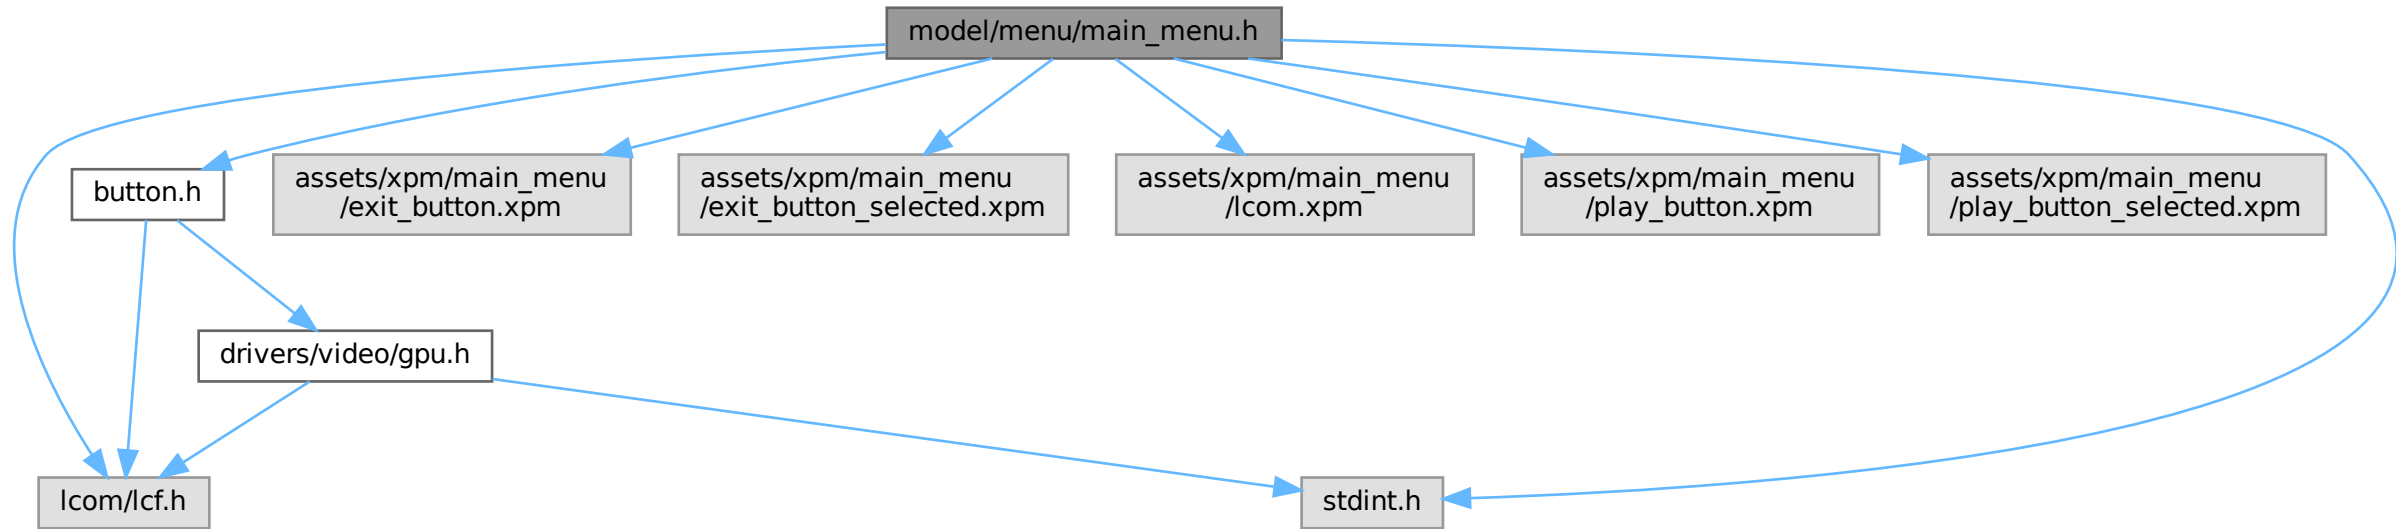 model/menu/main_menu.h
button.h
assets/xpm/main_menu
/exit_button.xpm
assets/xpm/main_menu
/exit_button_selected.xpm
assets/xpm/main_menu
/lcom.xpm
assets/xpm/main_menu
/play_button.xpm
assets/xpm/main_menu
/play_button_selected.xpm
drivers/video/gpu.h
lcom/lcf.h
stdint.h